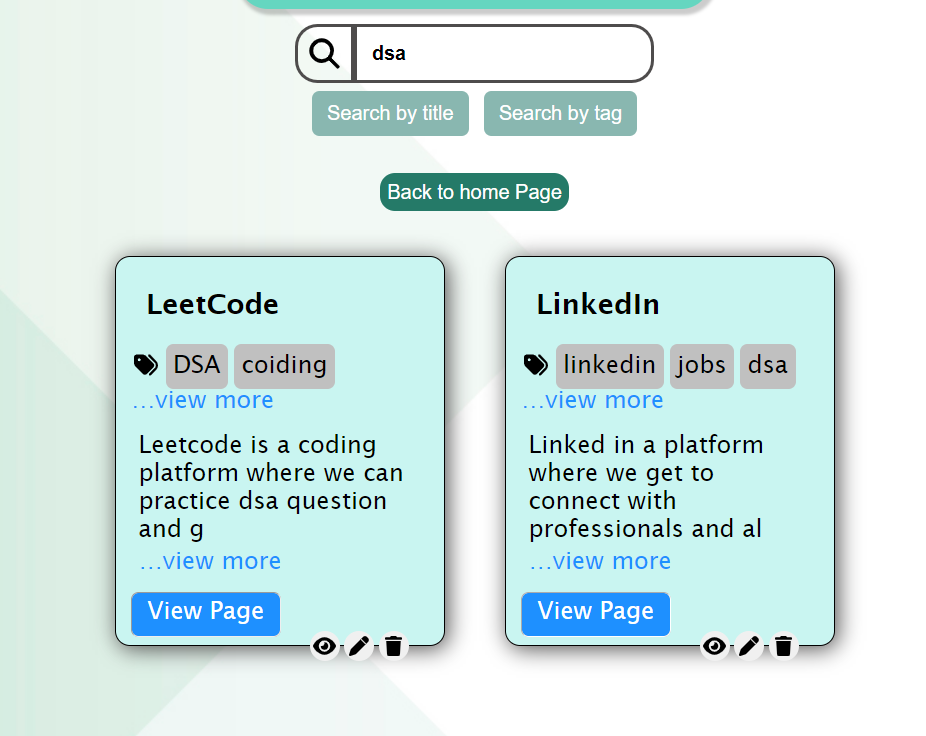 dsa
Search by title Search by tag
Back to home Page
LeetCode
DSA coiding
...view more
Leetcode is a coding
platform where we can
practice dsa question
and g
...view more
View Page
LinkedIn
linkedin jobs dsa
...view more
Linked in a platform
where we get to
connect with
professionals and al
...view more
View Page